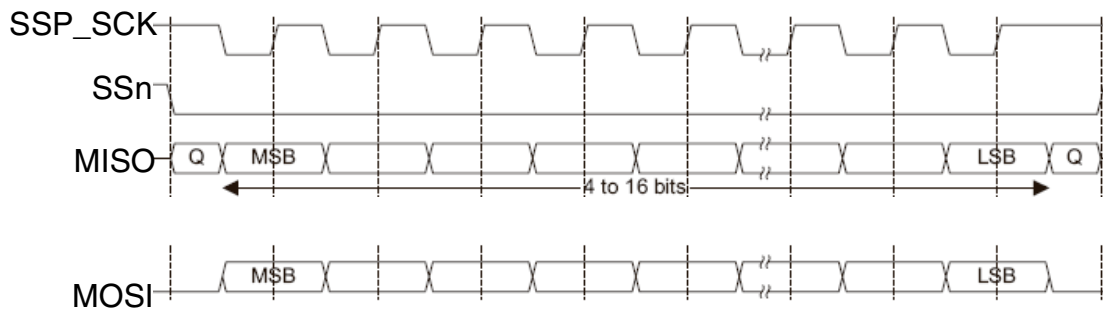 SSP_SCK
SSn
MISO Q MSB LSB Q
4 to 16 bits
MOSI MSB LSB